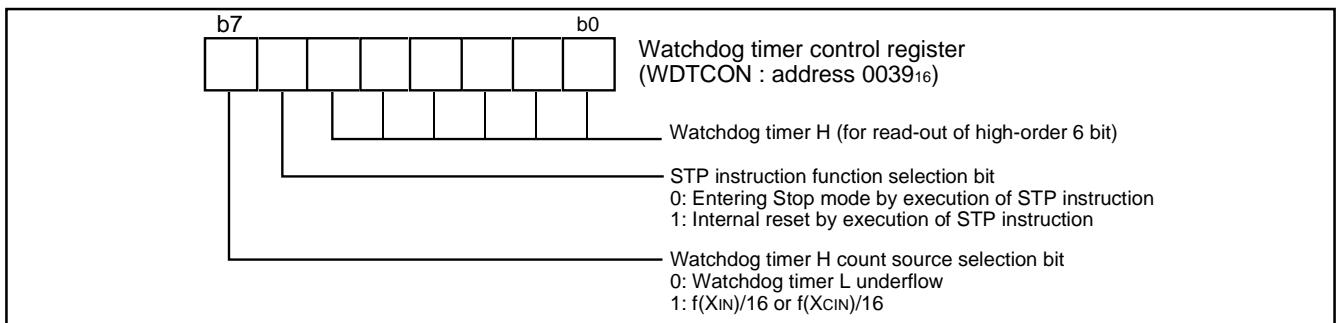 b7 b0
Watchdog timer control register
(WDTCON : address 003916)
Watchdog timer H (for read-out of high-order 6 bit)
STP instruction function selection bit
0: Entering Stop mode by execution of STP instruction
1: Internal reset by execution of STP instruction
Watchdog timer H count source selection bit
0: Watchdog timer L underflow
1: f(XIN)/16 or f(XCIN)/16